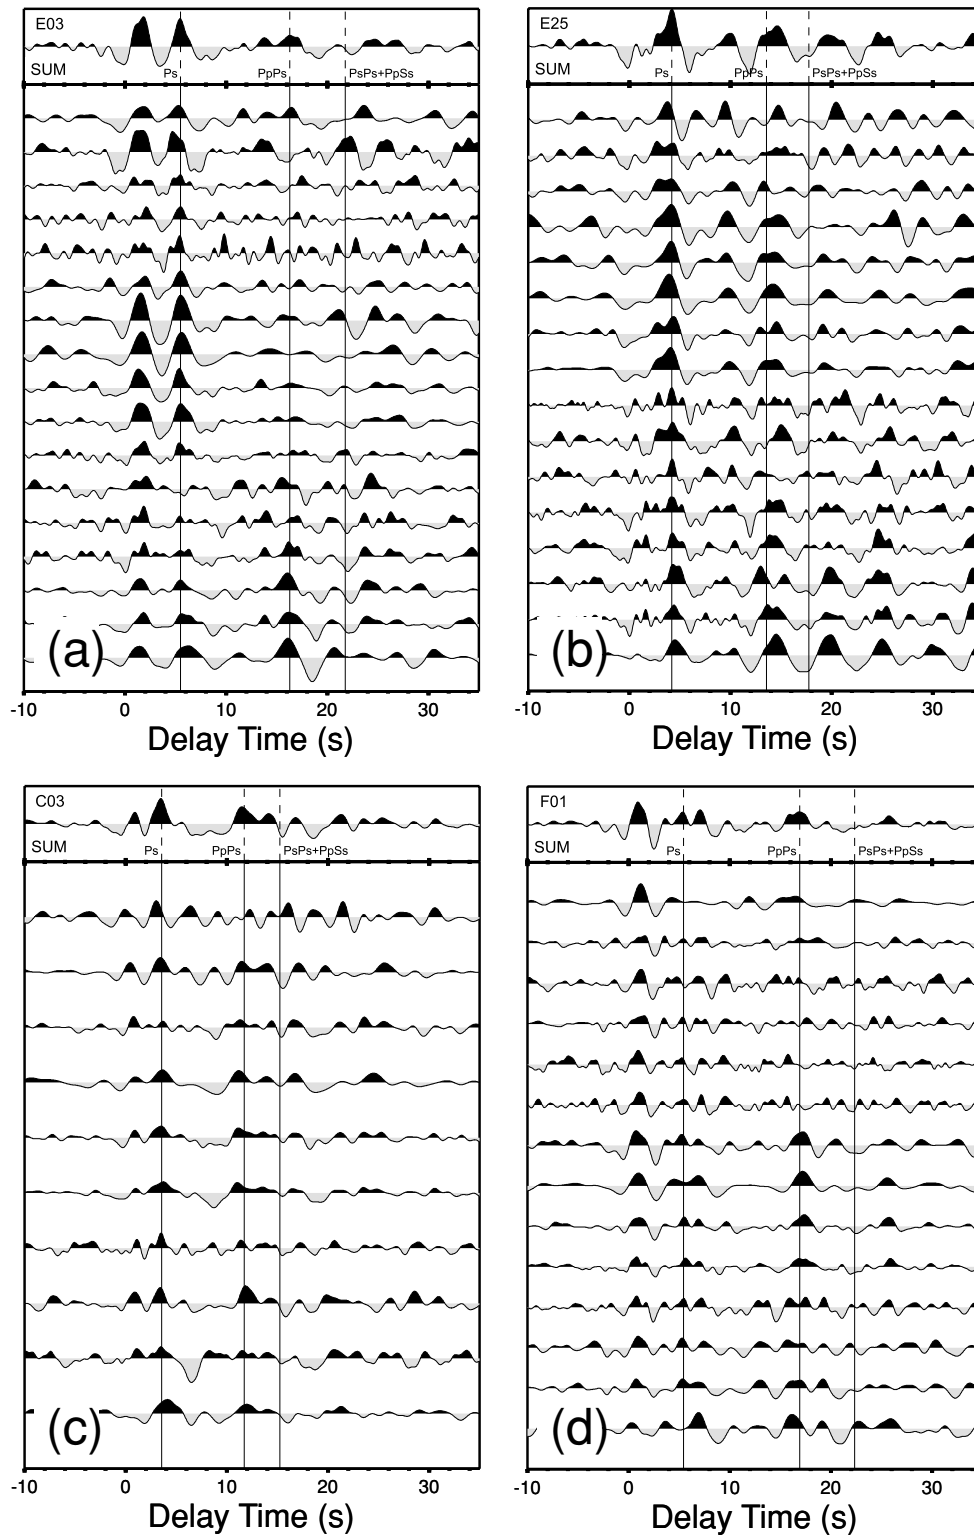 E03
SUM
Ps
PpPs
PsPs+PpSs
(a)
-10 0 10 20 30
Delay Time (s)
E25
SUM
Ps
PpPs
PsPs+PpSs
(b)
-10 0 10 20 30
Delay Time (s)
C03
SUM
Ps
PpPs
PsPs+PpSs
(c)
-10 0 10 20 30
Delay Time (s)
F01
SUM
Ps
PpPs
PsPs+PpSs
(d)
-10 0 10 20 30
Delay Time (s)